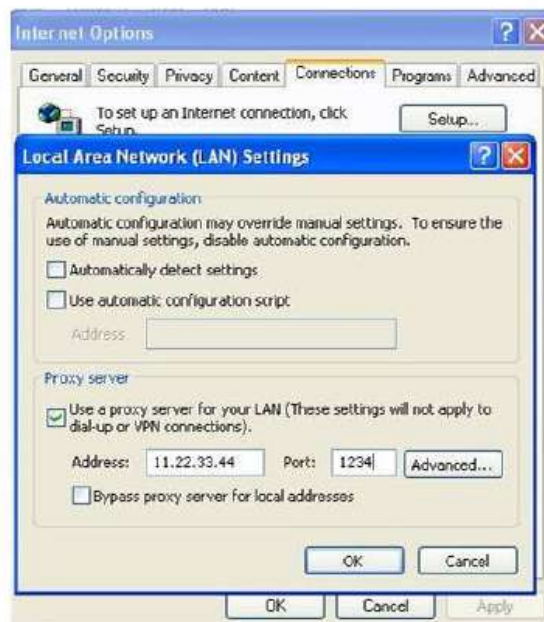 Internet Options
General Security Privacy Content Connections Programs Advanced
To set up an Internet connection, click
Setup.
Setup...
Local Area Network (LAN) Settings
Automatic configuration
Automatic configuration may override manual settings. To ensure the
use of manual settings, disable automatic configuration.
Automatically detect settings
Use automatic configuration script
Address
Proxy server
Use a proxy server for your LAN (These settings will not apply to
dial-up or VPN connections).
Address: 11.22.33.44 Port: 1234 Advanced...
Bypass proxy server for local addresses
OK Cancel
OK Cancel Apply